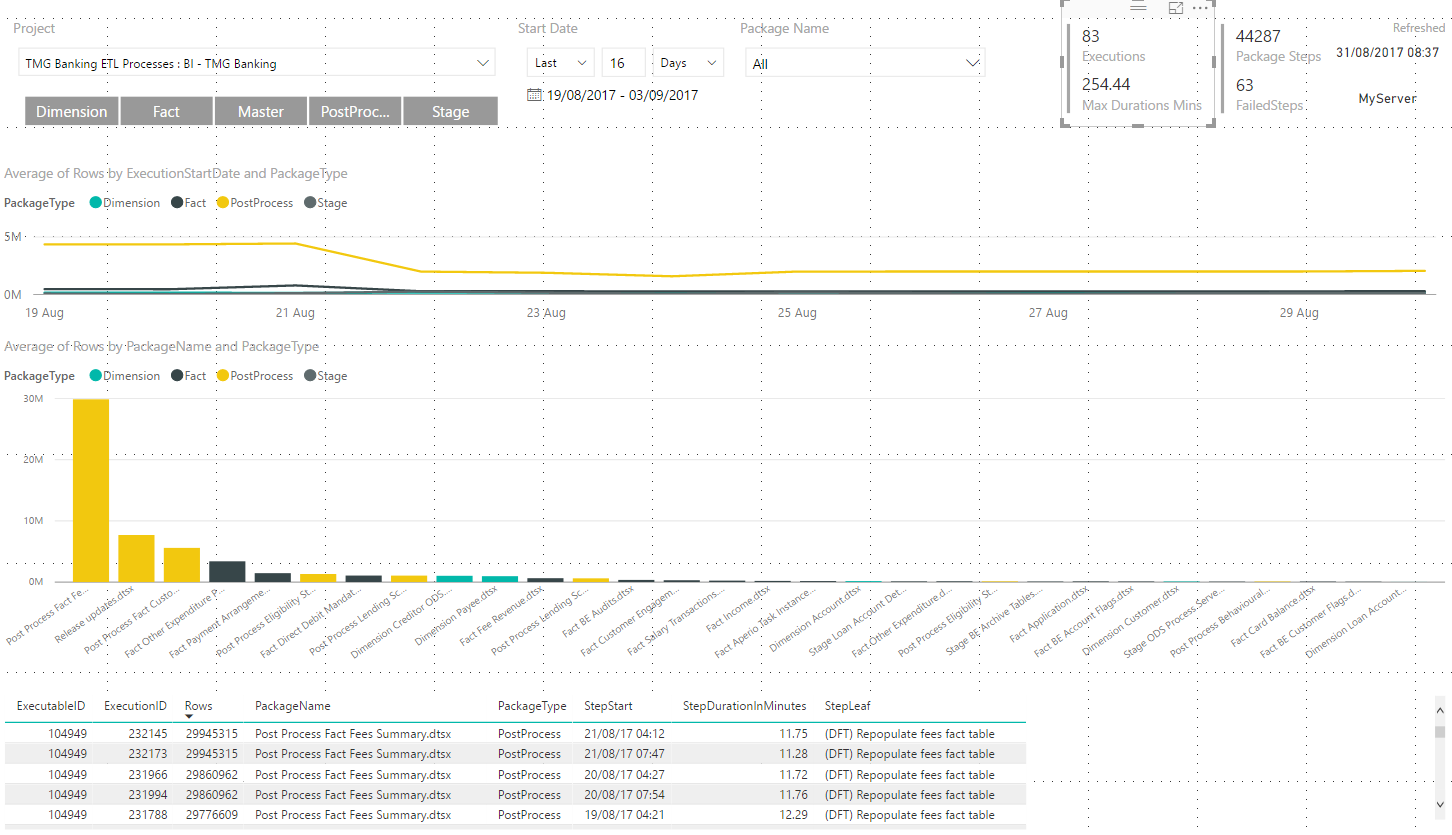 Project
TMG Banking ETL Processes : BI - TMG Banking
Dimension Fact Master PostProc... Stage
Start Date
Last 16 Days
19/08/2017 - 03/09/2017
Package Name
All
83
Executions
254.44
Max Durations Mins
44287
Package Steps
63
FailedSteps
Refreshed
31/08/2017 08:37
MyServer
Average of Rows by ExecutionStartDate and PackageType
PackageType Dimension Fact PostProcess Stage
5M
0M
19 Aug 21 Aug 23 Aug 25 Aug 27 Aug 29 Aug
Average of Rows by PackageName and PackageType
PackageType Dimension Fact PostProcess Stage
30M
20M
10M
0M
Post Process Fact Fe...
Release updates.dtsx
Post Process Fact Custo...
Fact Other Expenditure P...
Fact Payment Arrangeme...
Post Process Eligibility St...
Fact Direct Debit Mandat...
Post Process Lending Sc...
Dimension Creditor ODS...
Dimension Payee.dtsx
Fact Fee Revenue.dtsx
Post Process Lending Sc...
Fact BE Audits.dtsx
Fact Customer Engagem...
Fact Salary Transactions...
Fact Income.dtsx
Fact Aperio Task Instance...
Dimension Account.dtsx
Stage Loan Account Det...
Fact Other Expenditure.d...
Post Process Eligibility St...
Stage BE Archive Tables...
Fact Application.dtsx
Fact BE Account Flags.dtsx
Dimension Customer.dtsx
Stage ODS Process Serve...
Post Process Behavioural...
Fact Card Balance.dtsx
Fact BE Customer Flags.d...
Dimension Loan Account...
ExecutableID ExecutionID Rows PackageName PackageType StepStart StepDurationInMinutes StepLeaf
104949 232145 29945315 Post Process Fact Fees Summary.dtsx PostProcess 21/08/17 04:12 11.75 (DFT) Repopulate fees fact table
104949 232173 29945315 Post Process Fact Fees Summary.dtsx PostProcess 21/08/17 07:47 11.28 (DFT) Repopulate fees fact table
104949 231966 29860962 Post Process Fact Fees Summary.dtsx PostProcess 20/08/17 04:27 11.72 (DFT) Repopulate fees fact table
104949 231994 29860962 Post Process Fact Fees Summary.dtsx PostProcess 20/08/17 07:54 11.76 (DFT) Repopulate fees fact table
104949 231788 29776609 Post Process Fact Fees Summary.dtsx PostProcess 19/08/17 04:21 12.29 (DFT) Repopulate fees fact table